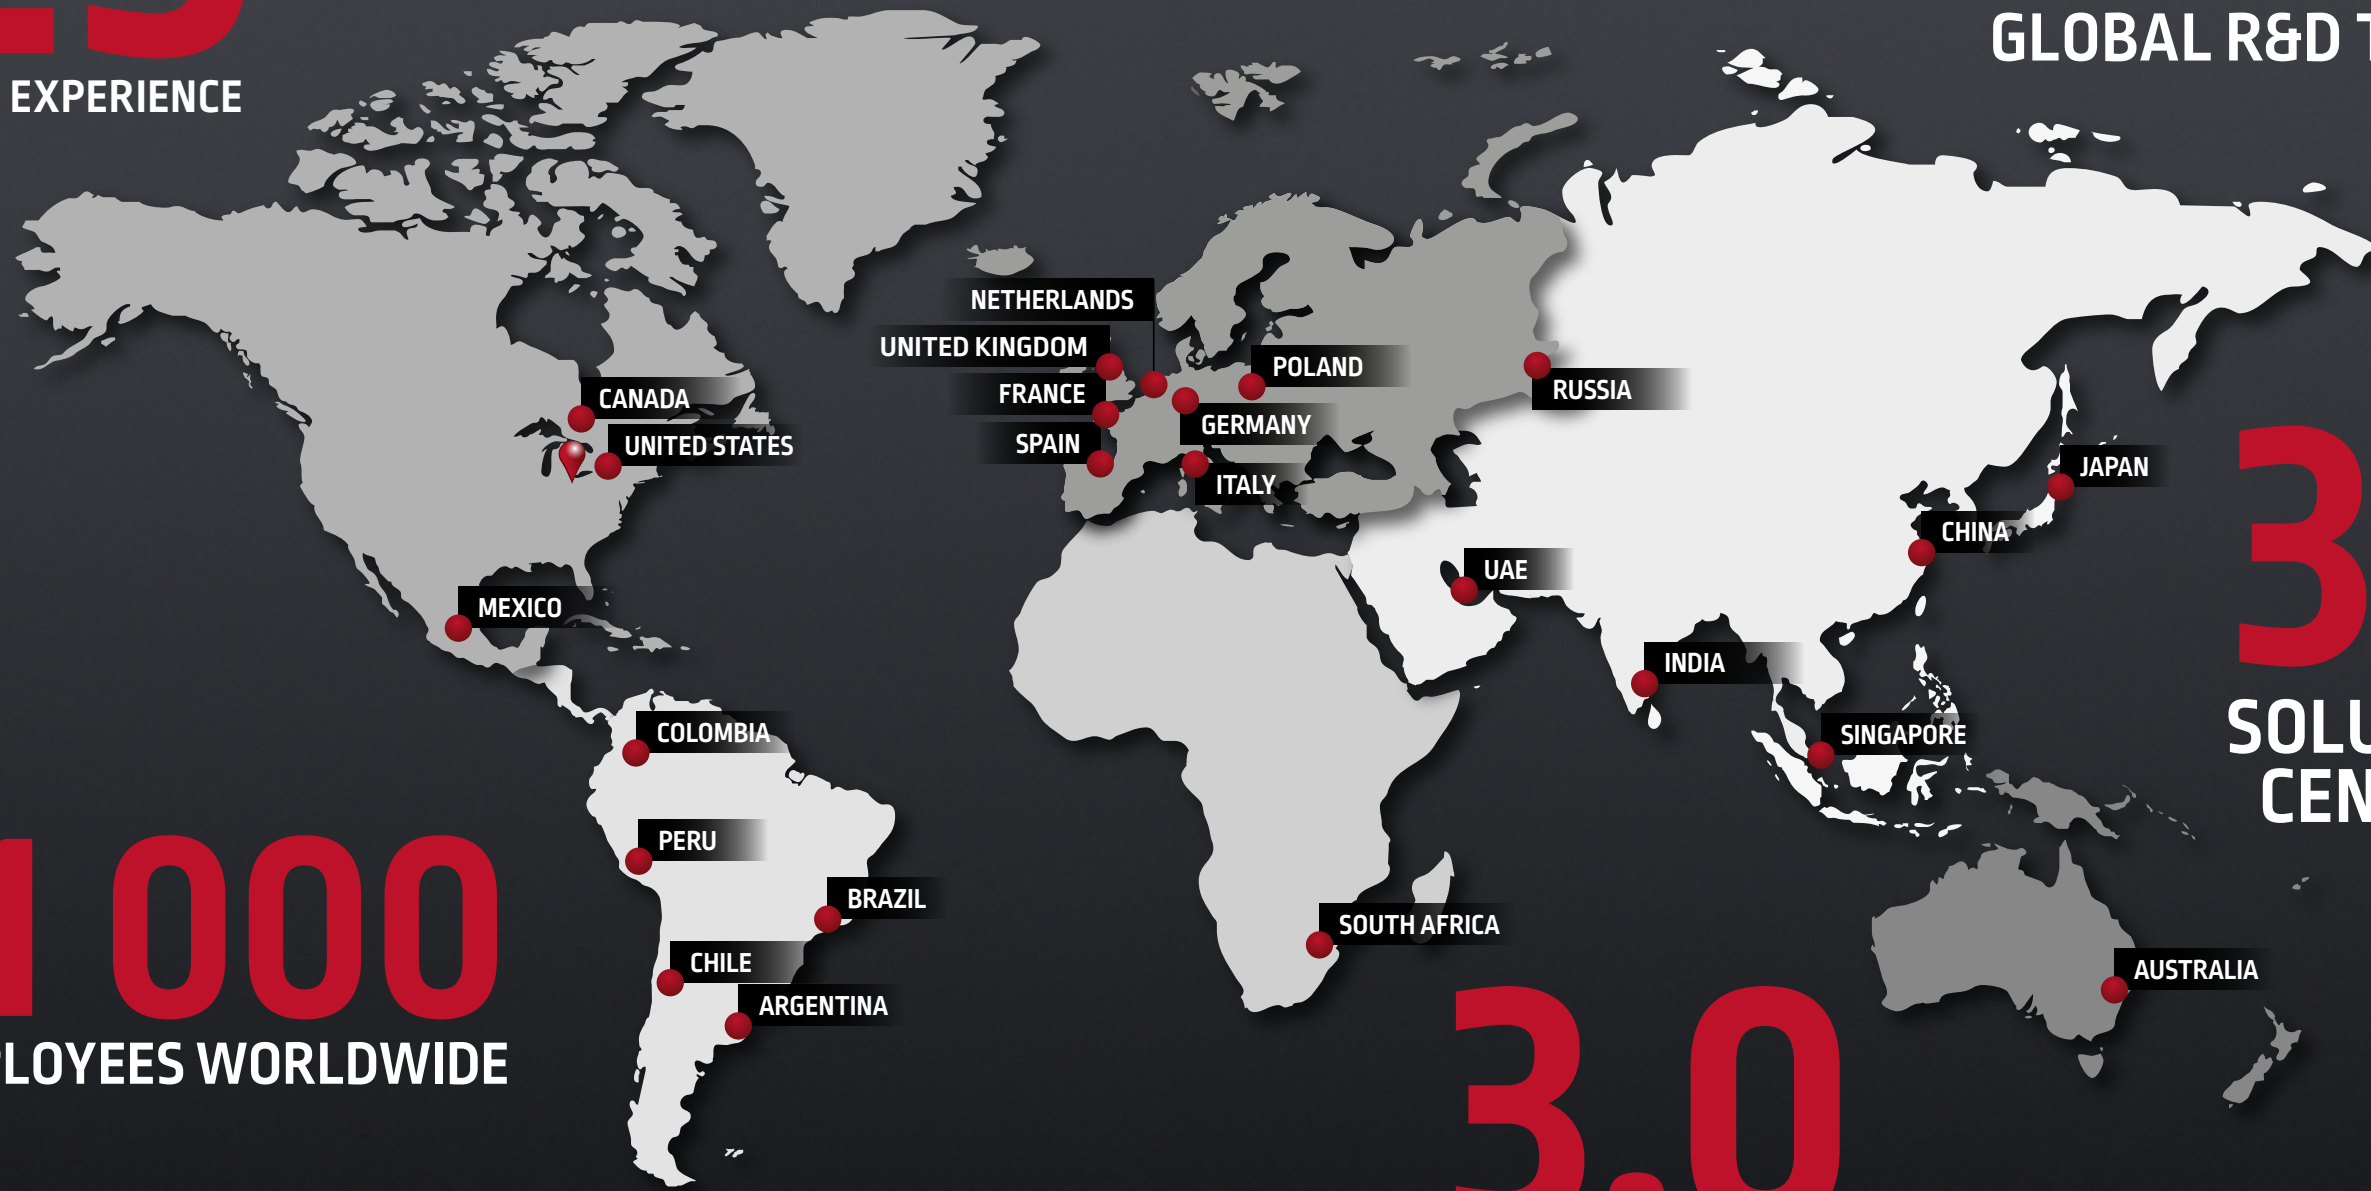 EXPERIENCE
GLOBAL R&D
NETHERLANDS
UNITED KINGDOM
FRANCE
SPAIN
POLAND
GERMANY
ITALY
RUSSIA
CANADA
UNITED STATES
MEXICO
JAPAN
CHINA
UAE
INDIA
SINGAPORE
COLOMBIA
PERU
BRAZIL
CHILE
ARGENTINA
SOUTH AFRICA
AUSTRALIA
3
000
WORLDWIDE
3.0